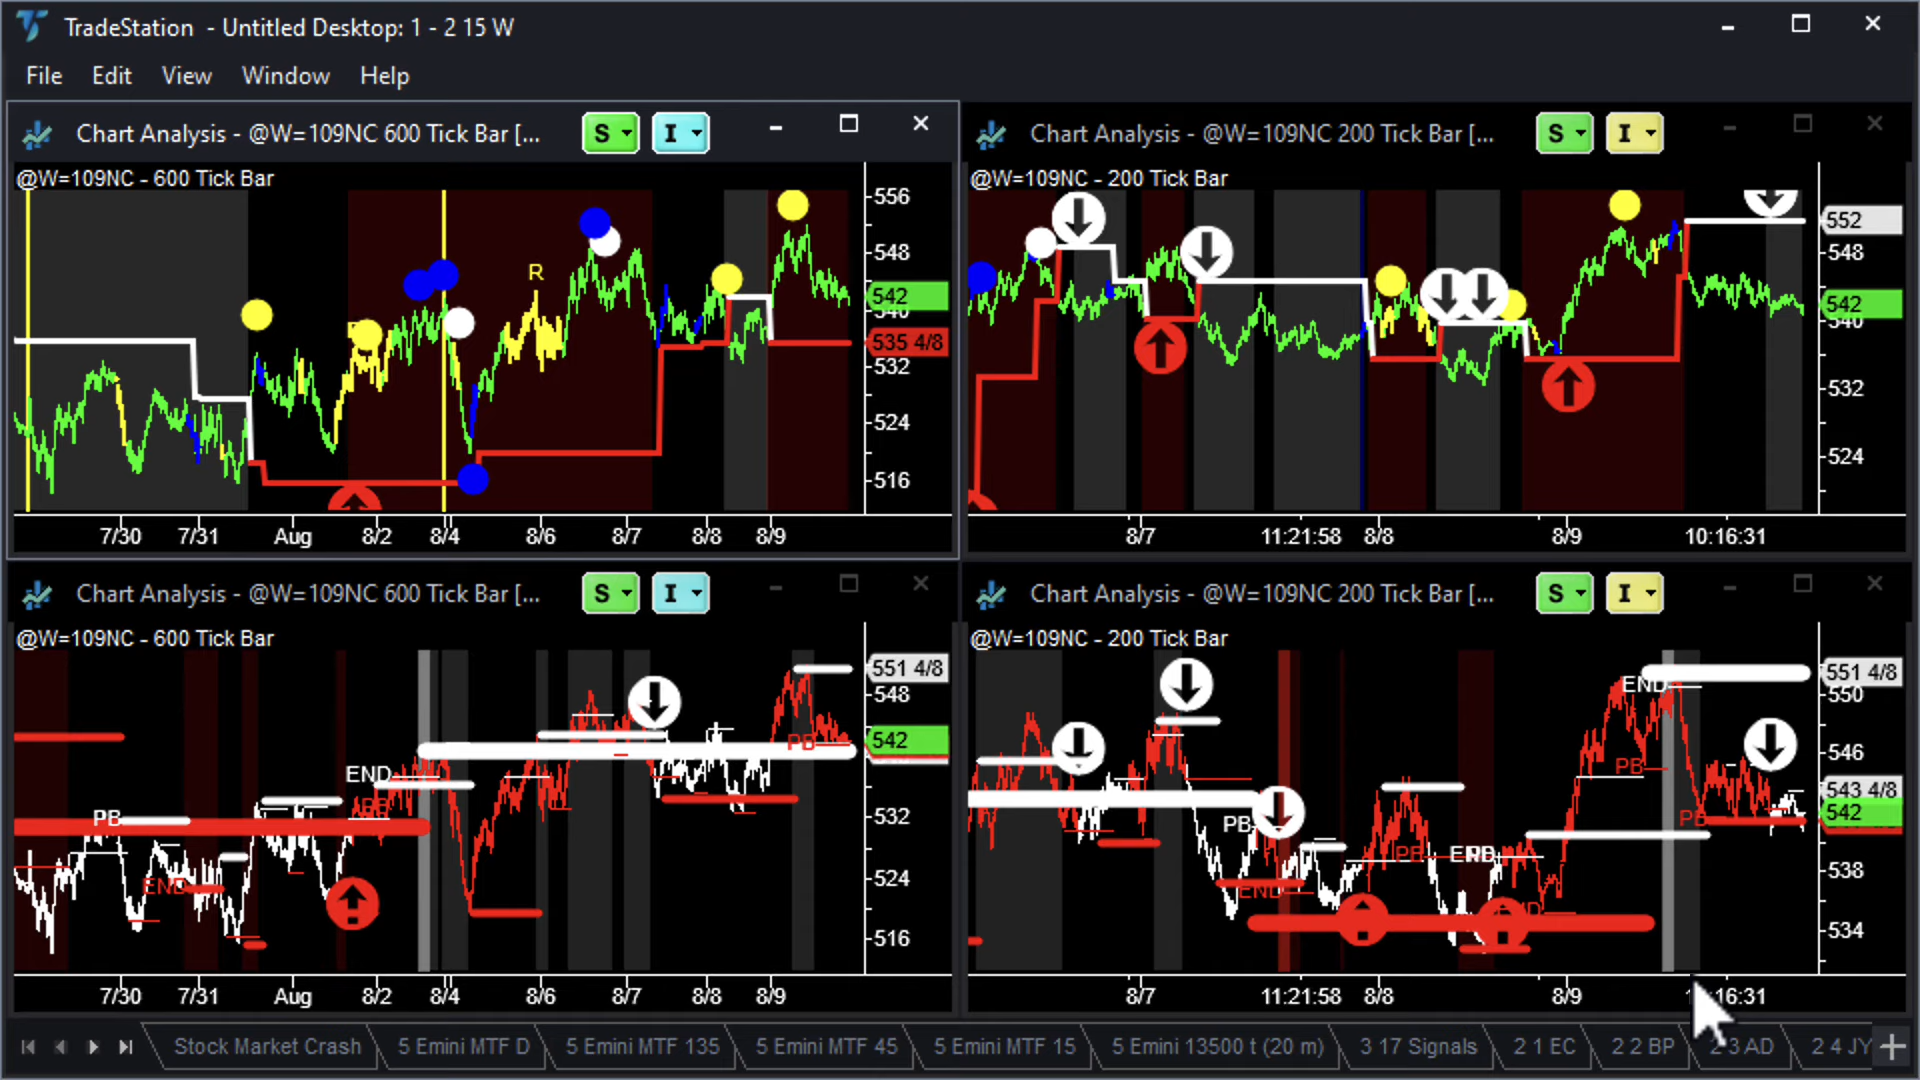 TradeStation - Untitled Desktop: 1 - 2 15 W
File Edit View Window Help
Chart Analysis - @W=109NC 600 Tick Bar [... S I
@W=109NC - 600 Tick Bar
556
548
542
540
535 4/8
532
524
516
R
7/30 7/31 Aug 8/2 8/4 8/6 8/7 8/8 8/9
Chart Analysis - @W=109NC 200 Tick Bar [... S I
@W=109NC - 200 Tick Bar
552
548
542
540
532
524
8/7 11:21:58 8/8 8/9 10:16:31
Chart Analysis - @W=109NC 600 Tick Bar [... S I
@W=109NC - 600 Tick Bar
551 4/8
548
542
532
524
516
PB
END
END
PB
PB
7/30 7/31 Aug 8/2 8/4 8/6 8/7 8/8 8/9
Chart Analysis - @W=109NC 200 Tick Bar [... S I
@W=109NC - 200 Tick Bar
551 4/8
550
546
543 4/8
542
538
534
END
PB
PB
PB
PB
END
8/7 11:21:58 8/8 8/9 16:31
Stock Market Crash 5 Emini MTF D 5 Emini MTF 135 5 Emini MTF 45 5 Emini MTF 15 5 Emini 13500 t (20 m) 3 17 Signals 2 1 EC 2 2 BP 2 3 AD 2 4 JY +